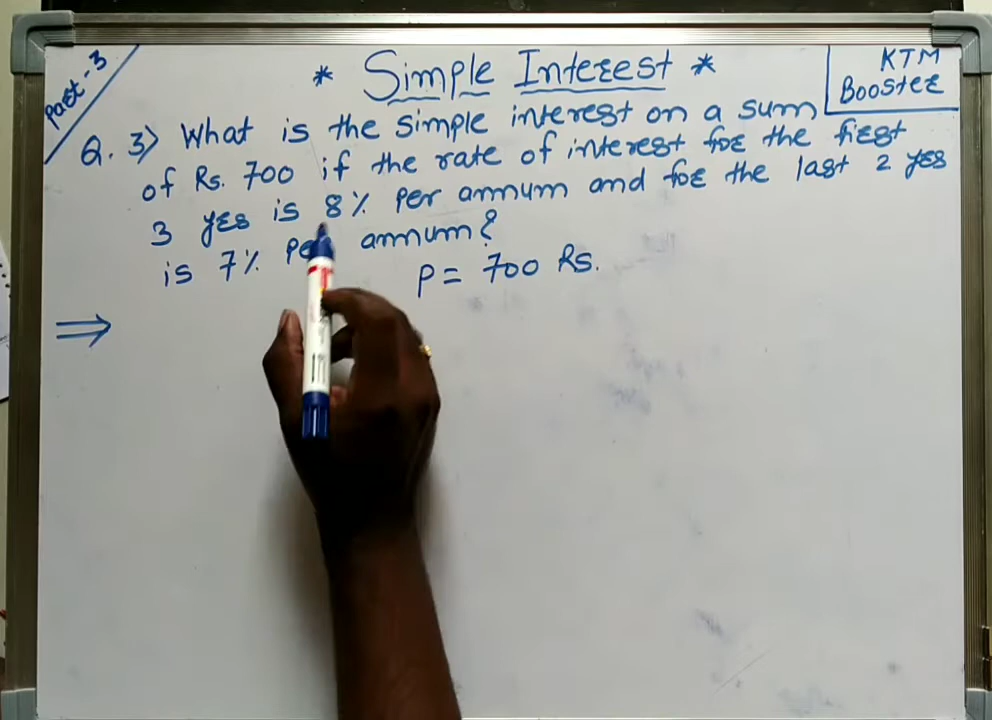 Part-3
* Simple Interest *
KTM
Booster
Q. 3) What is the simple interest on a sum
of Rs. 700 if the rate of interest for the first
3 yrs is 8% per annum and for the last 2 yrs
is 7% pe annum?
P = 700 Rs.
⇒